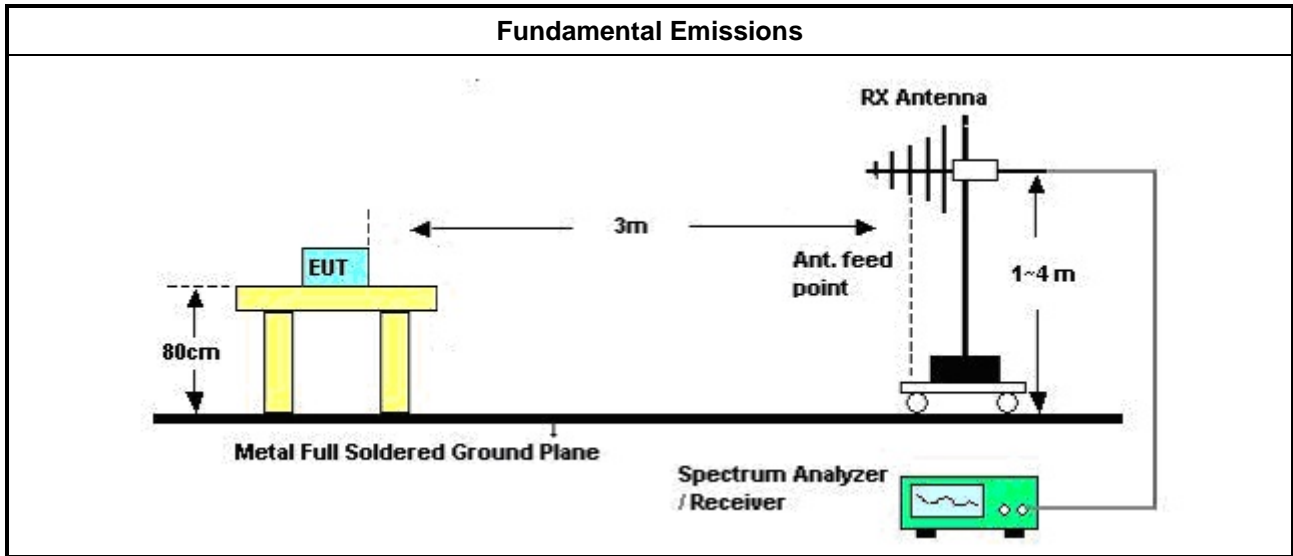 Fundamental Emissions
RX Antenna
3m
EUT
Ant. feed
point
1~4 m
80cm
Metal Full Soldered Ground Plane
Spectrum Analyzer
/ Receiver